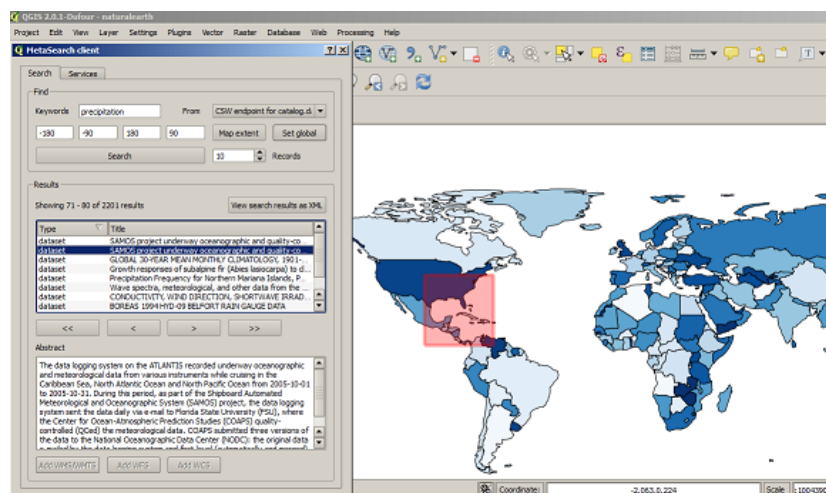 QGIS 2.0.1-Dufour - naturalearth
Project Edit View Layer Settings Plugins Vector Raster Database Web Processing Help
MetaSearch client
Search Services
Find
Keywords precipitation From CSW endpoint for catalog.d
-180 -90 180 90 Map extent Set global
Search 10 Records
Results
Showing 71 - 80 of 2201 results View search results as XML
Type Title
dataset SAMOS project underway oceanographic and quality-co
dataset SAMOS project underway oceanographic and quality-co
dataset GLOBAL 30-YEAR MEAN MONTHLY CLIMATOLOGY, 1901-...
dataset Growth responses of subalpine fir (Abies lasiocarpa) to d...
dataset Precipitation Frequency for Northern Mariana Islands, P...
dataset Wave spectra, meteorological, and other data from the ...
dataset CONDUCTIVITY, WIND DIRECTION, SHORTWAVE IRRAD...
dataset BOREAS 1994 HYD-09 BELFORT RAIN GAUGE DATA
<< < > >>
Abstract
The data logging system on the ATLANTIS recorded underway oceanographic
and meteorological data from various instruments while cruising in the
Caribbean Sea, North Atlantic Ocean and North Pacific Ocean from 2005-10-01
to 2005-10-31. During this period, as part of the Shipboard Automated
Meteorological and Oceanographic System (SAMOS) project, the data logging
system sent the data daily via e-mail to Florida State University (FSU), where
the Center for Ocean-Atmospheric Prediction Studies (COAPS) quality-
controlled (QCed) the meteorological data. COAPS submitted three versions of
the data to the National Oceanographic Data Center (NODC): the original data
Add WMS/WMTS Add WFS Add WCS
Coordinate: -2.063,0.224 Scale